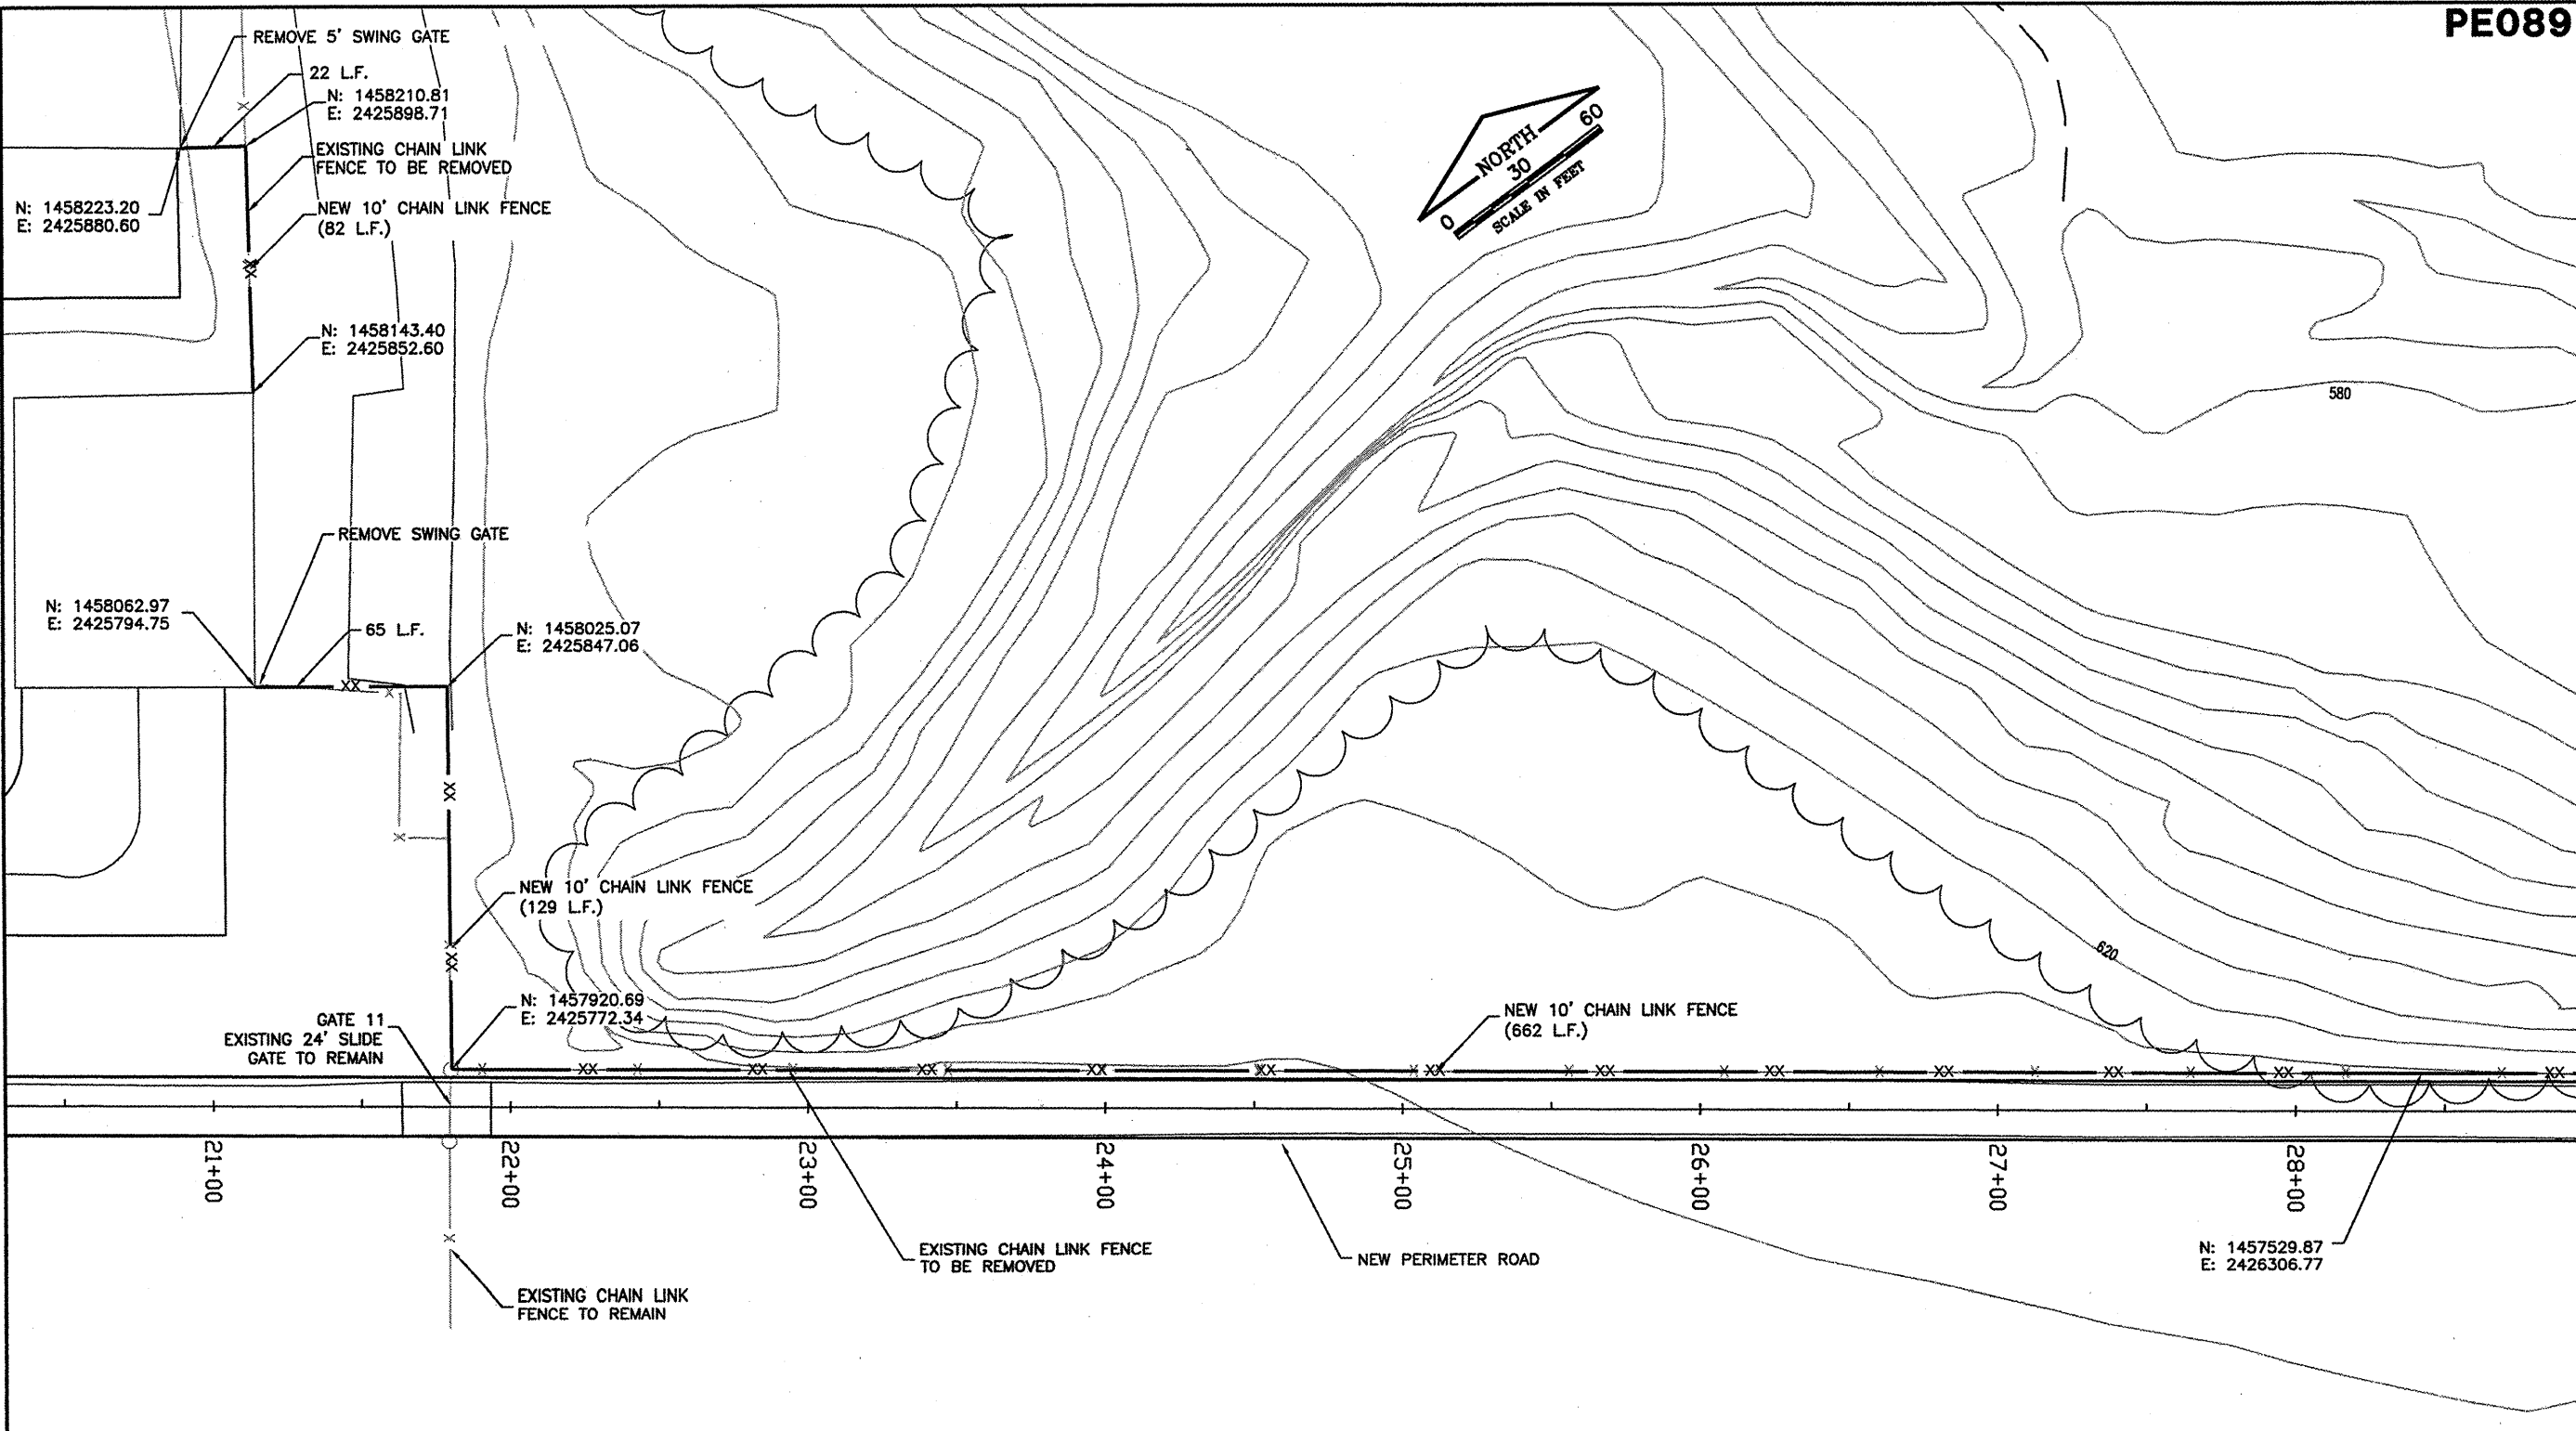 PE089
REMOVE 5' SWING GATE
22 L.F.
N: 1458210.81
E: 2425898.71
EXISTING CHAIN LINK
FENCE TO BE REMOVED
N: 1458223.20
E: 2425880.60
NEW 10' CHAIN LINK FENCE
(82 L.F.)
N: 1458143.40
E: 2425852.60
NORTH
0 30 60
SCALE IN FEET
580
REMOVE SWING GATE
N: 1458062.97
E: 2425794.75
65 L.F.
N: 1458025.07
E: 2425847.06
NEW 10' CHAIN LINK FENCE
(129 L.F.)
620
N: 1457920.69
E: 2425772.34
GATE 11
EXISTING 24' SLIDE
GATE TO REMAIN
NEW 10' CHAIN LINK FENCE
(662 L.F.)
21+00
22+00
23+00
24+00
25+00
26+00
27+00
28+00
EXISTING CHAIN LINK FENCE
TO BE REMOVED
NEW PERIMETER ROAD
N: 1457529.87
E: 2426306.77
EXISTING CHAIN LINK
FENCE TO REMAIN